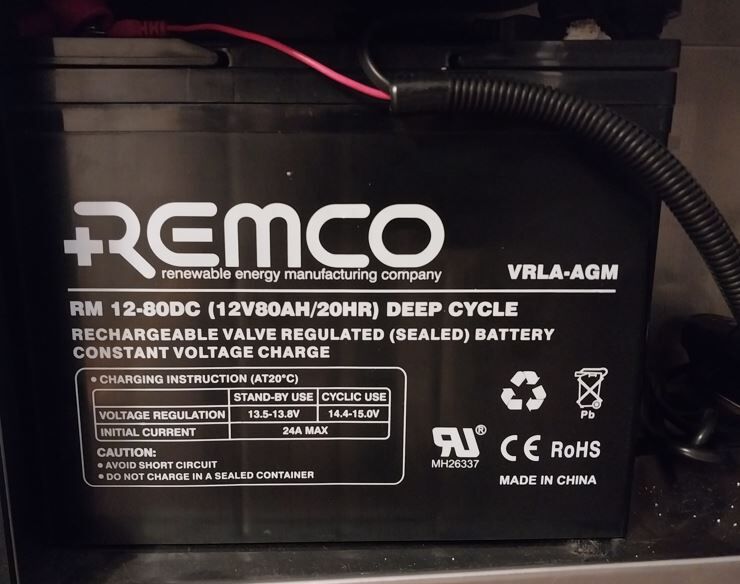 REMCO
renewable energy manufacturing company
VRLA-AGM
RM 12-80DC (12V80AH/20HR) DEEP CYCLE
RECHARGEABLE VALVE REGULATED (SEALED) BATTERY
CONSTANT VOLTAGE CHARGE
• CHARGING INSTRUCTION (AT20°C)
STAND-BY USE CYCLIC USE
VOLTAGE REGULATION 13.5-13.8V 14.4-15.0V
INITIAL CURRENT 24A MAX
CAUTION:
• AVOID SHORT CIRCUIT
• DO NOT CHARGE IN A SEALED CONTAINER
Pb
RU®
MH26337
CE RoHS
MADE IN CHINA